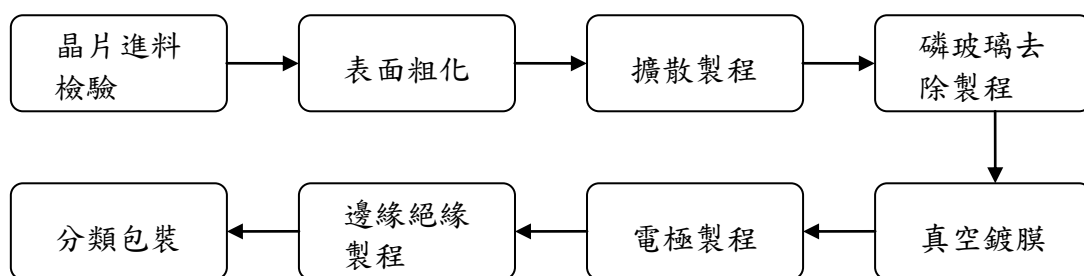 晶片進料
檢驗
表面粗化
擴散製程
磷玻璃去
除製程
真空鍍膜
電極製程
邊緣絕緣
製程
分類包裝